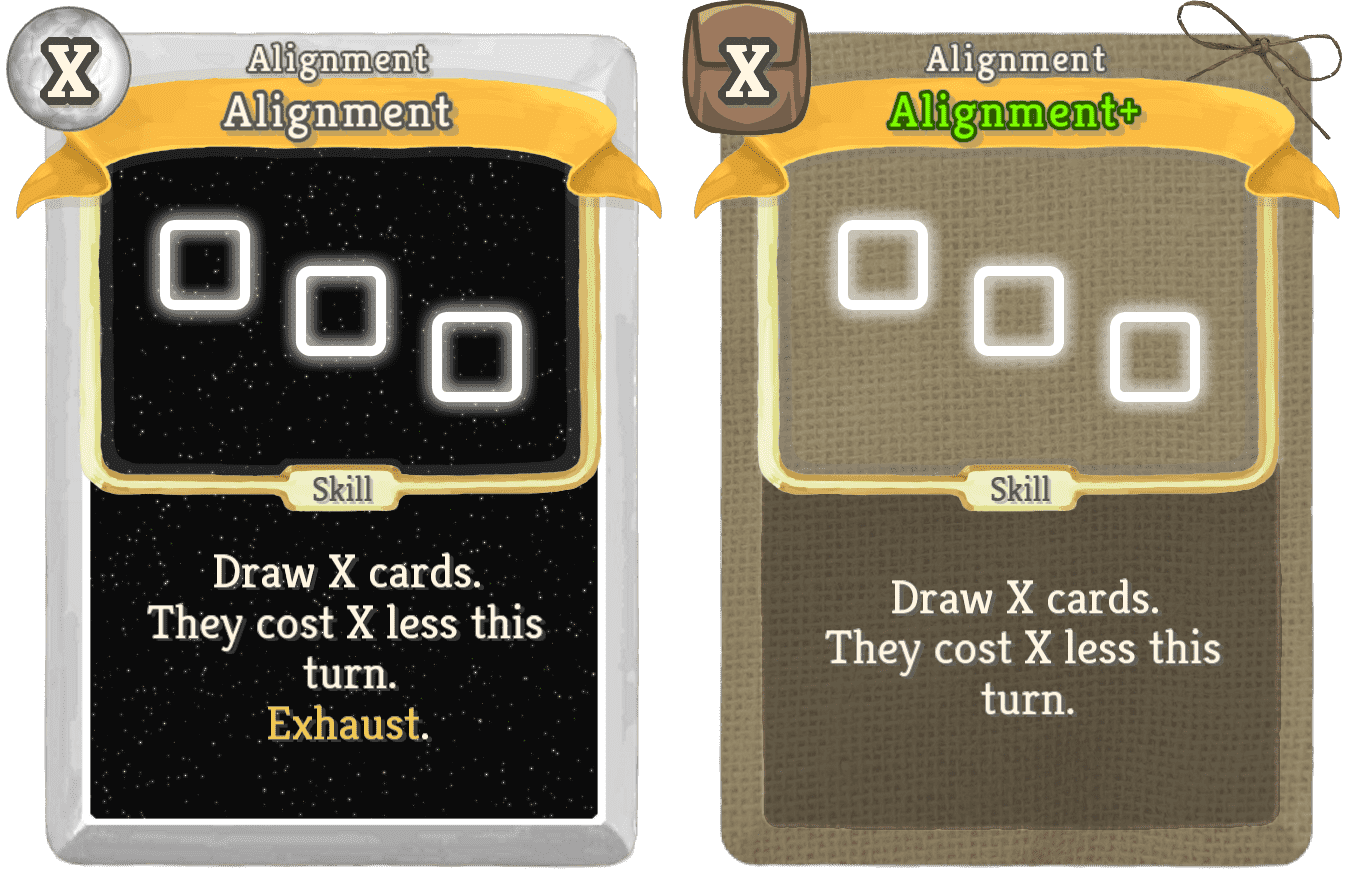 X
Alignment
Alignment
Skill
Draw X cards.
They cost X less this
turn.
Exhaust.
X
Alignment
Alignment+
Skill
Draw X cards.
They cost X less this
turn.